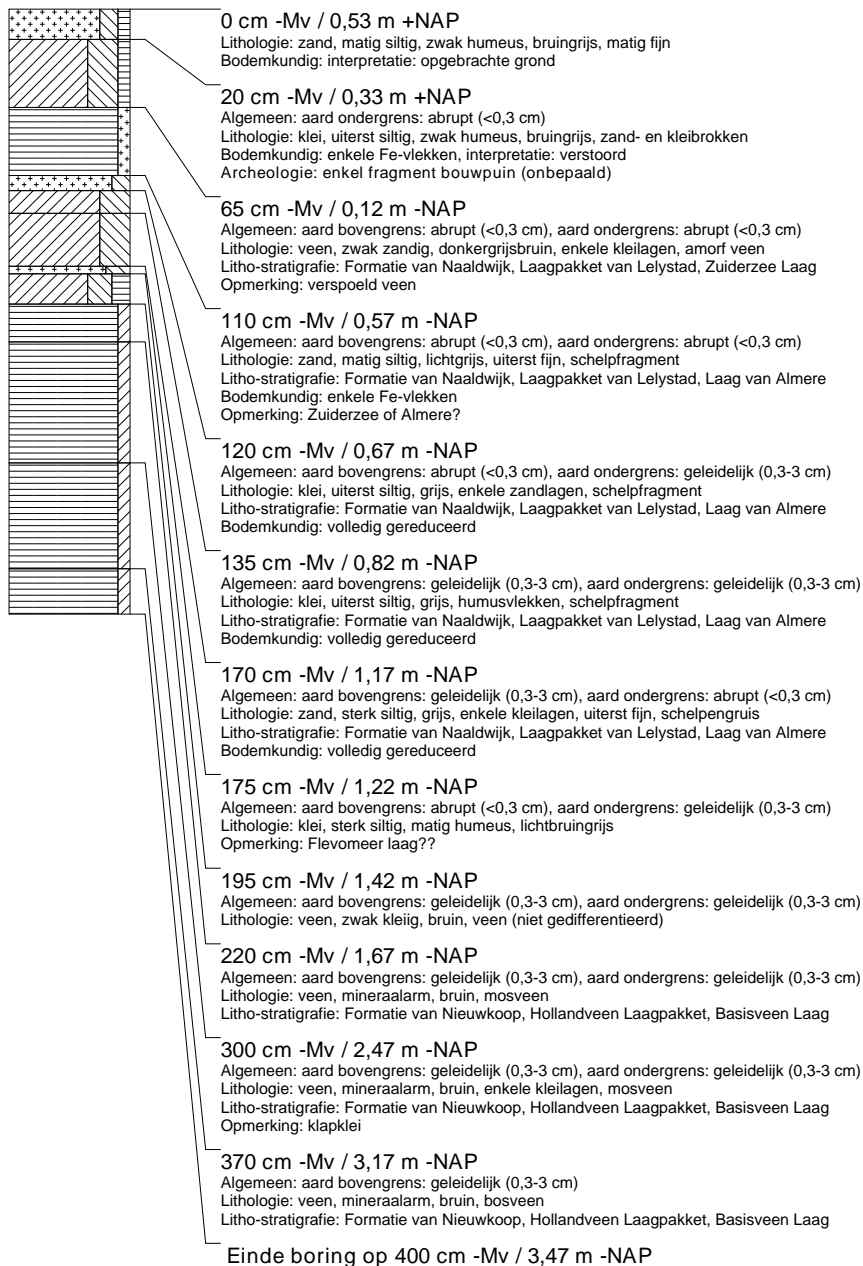 0 cm -Mv / 0,53 m +NAP
Lithologie: zand, matig siltig, zwak humeus, bruingrijs, matig fijn
Bodemkundig: interpretatie: opgebrachte grond
20 cm -Mv / 0,33 m +NAP
Algemeen: aard ondergrens: abrupt (<0,3 cm)
Lithologie: klei, uiterst siltig, zwak humeus, bruingrijs, zand- en kleibrokken
Bodemkundig: enkele Fe-vlekken, interpretatie: verstoord
Archeologie: enkel fragment bouwpuin (onbepaald)
65 cm -Mv / 0,12 m -NAP
Algemeen: aard bovengrens: abrupt (<0,3 cm), aard ondergrens: abrupt (<0,3 cm)
Lithologie: veen, zwak zandig, donkergrijsbruin, enkele kleilagen, amorf veen
Litho-stratigrafie: Formatie van Naaldwijk, Laagpakket van Lelystad, Zuiderzee Laag
Opmerking: verspoeld veen
110 cm -Mv / 0,57 m -NAP
Algemeen: aard bovengrens: abrupt (<0,3 cm), aard ondergrens: abrupt (<0,3 cm)
Lithologie: zand, matig siltig, lichtgrijs, uiterst fijn, schelpfragment
Litho-stratigrafie: Formatie van Naaldwijk, Laagpakket van Lelystad, Laag van Almere
Bodemkundig: enkele Fe-vlekken
Opmerking: Zuiderzee of Almere?
120 cm -Mv / 0,67 m -NAP
Algemeen: aard bovengrens: abrupt (<0,3 cm), aard ondergrens: geleidelijk (0,3-3 cm)
Lithologie: klei, uiterst siltig, grijs, enkele zandlagen, schelpfragment
Litho-stratigrafie: Formatie van Naaldwijk, Laagpakket van Lelystad, Laag van Almere
Bodemkundig: volledig gereduceerd
135 cm -Mv / 0,82 m -NAP
Algemeen: aard bovengrens: geleidelijk (0,3-3 cm), aard ondergrens: geleidelijk (0,3-3 cm)
Lithologie: klei, uiterst siltig, grijs, humusvlekken, schelpfragment
Litho-stratigrafie: Formatie van Naaldwijk, Laagpakket van Lelystad, Laag van Almere
Bodemkundig: volledig gereduceerd
170 cm -Mv / 1,17 m -NAP
Algemeen: aard bovengrens: geleidelijk (0,3-3 cm), aard ondergrens: abrupt (<0,3 cm)
Lithologie: zand, sterk siltig, grijs, enkele kleilagen, uiterst fijn, schelpengruis
Litho-stratigrafie: Formatie van Naaldwijk, Laagpakket van Lelystad, Laag van Almere
Bodemkundig: volledig gereduceerd
175 cm -Mv / 1,22 m -NAP
Algemeen: aard bovengrens: abrupt (<0,3 cm), aard ondergrens: geleidelijk (0,3-3 cm)
Lithologie: klei, sterk siltig, matig humeus, lichtbruingrijs
Opmerking: Flevomeer laag??
195 cm -Mv / 1,42 m -NAP
Algemeen: aard bovengrens: geleidelijk (0,3-3 cm), aard ondergrens: geleidelijk (0,3-3 cm)
Lithologie: veen, zwak kleiig, bruin, veen (niet gedifferentieerd)
220 cm -Mv / 1,67 m -NAP
Algemeen: aard bovengrens: geleidelijk (0,3-3 cm), aard ondergrens: geleidelijk (0,3-3 cm)
Lithologie: veen, mineraalarm, bruin, mosveen
Litho-stratigrafie: Formatie van Nieuwkoop, Hollandveen Laagpakket, Basisveen Laag
300 cm -Mv / 2,47 m -NAP
Algemeen: aard bovengrens: geleidelijk (0,3-3 cm), aard ondergrens: geleidelijk (0,3-3 cm)
Lithologie: veen, mineraalarm, bruin, enkele kleilagen, mosveen
Litho-stratigrafie: Formatie van Nieuwkoop, Hollandveen Laagpakket, Basisveen Laag
Opmerking: klapklei
370 cm -Mv / 3,17 m -NAP
Algemeen: aard bovengrens: geleidelijk (0,3-3 cm)
Lithologie: veen, mineraalarm, bruin, bosveen
Litho-stratigrafie: Formatie van Nieuwkoop, Hollandveen Laagpakket, Basisveen Laag
Einde boring op 400 cm -Mv / 3,47 m -NAP